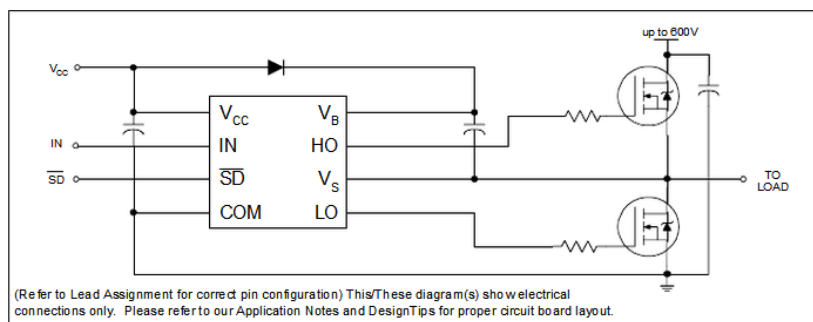 up to 600V
VCC
VCC VB
IN IN HO
SD SD VS TO
LOAD
COM LO
(Refer to Lead Assignment for correct pin configuration) This/These diagram(s) show electrical
connections only. Please refer to our Application Notes and DesignTips for proper circuit board layout.